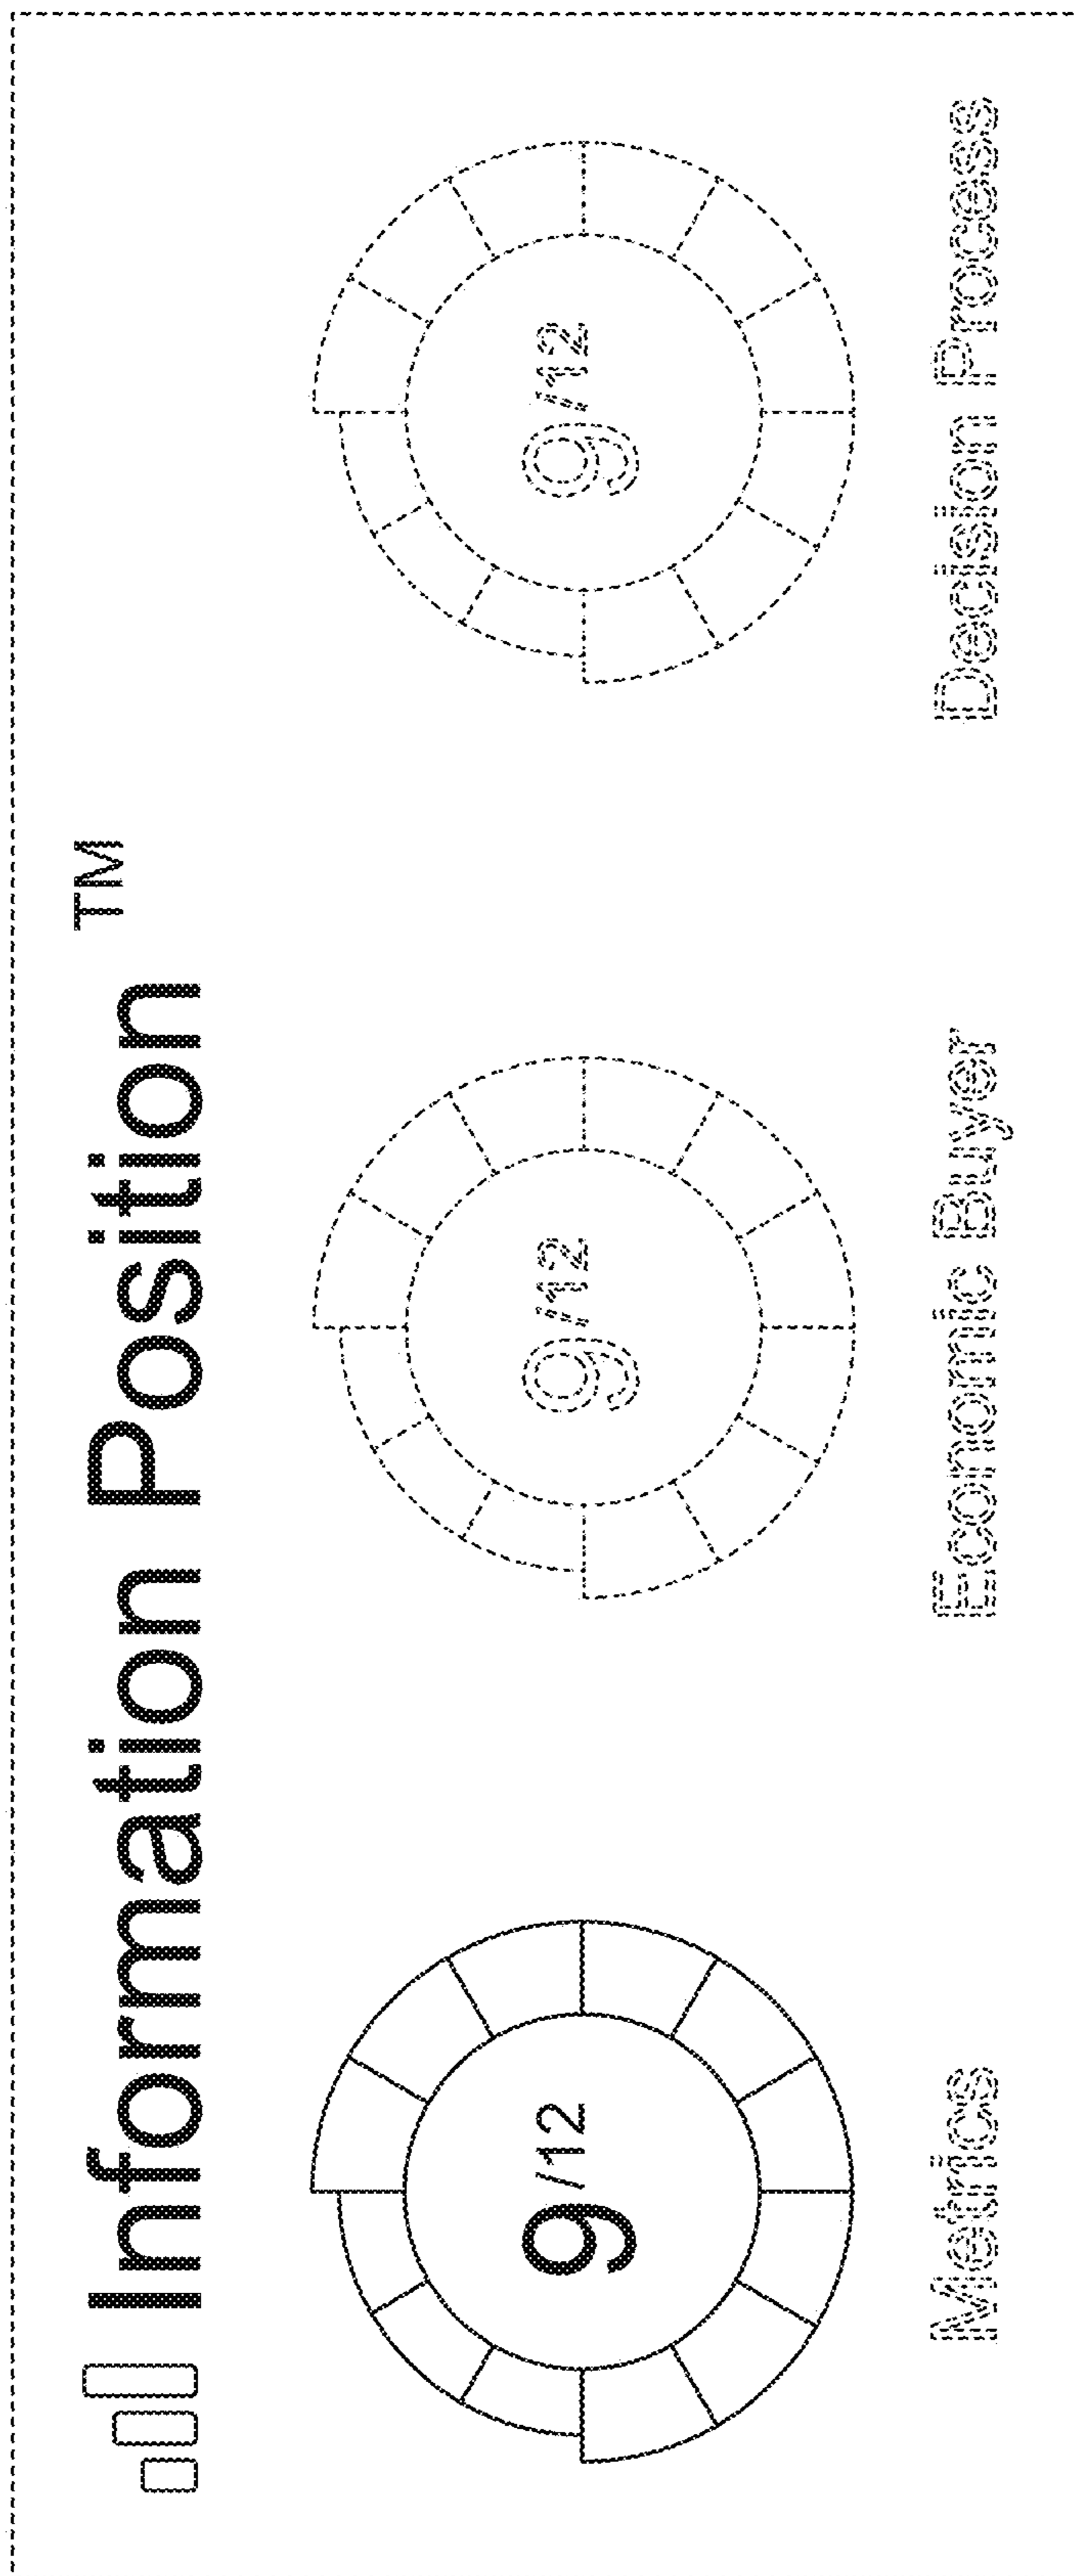 Information Position™
9/12
9/12
9/12
Metrics
Economic Buyer
Decision Process